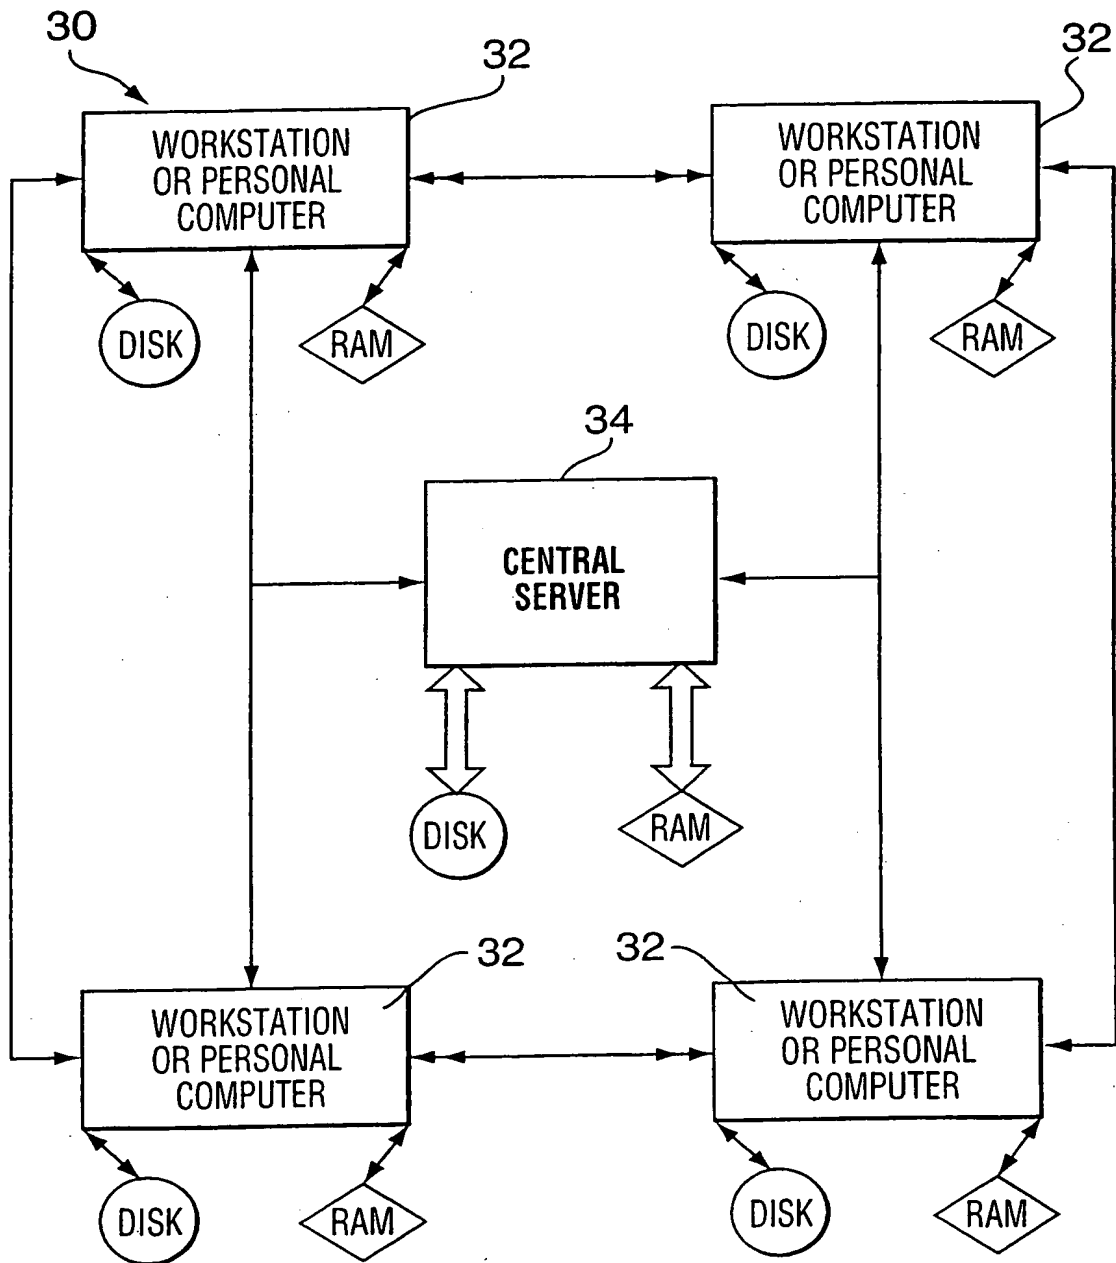 30
32
32
WORKSTATION
OR PERSONAL
COMPUTER
WORKSTATION
OR PERSONAL
COMPUTER
DISK
RAM
DISK
RAM
34
CENTRAL
SERVER
DISK
RAM
32
32
WORKSTATION
OR PERSONAL
COMPUTER
WORKSTATION
OR PERSONAL
COMPUTER
DISK
RAM
DISK
RAM